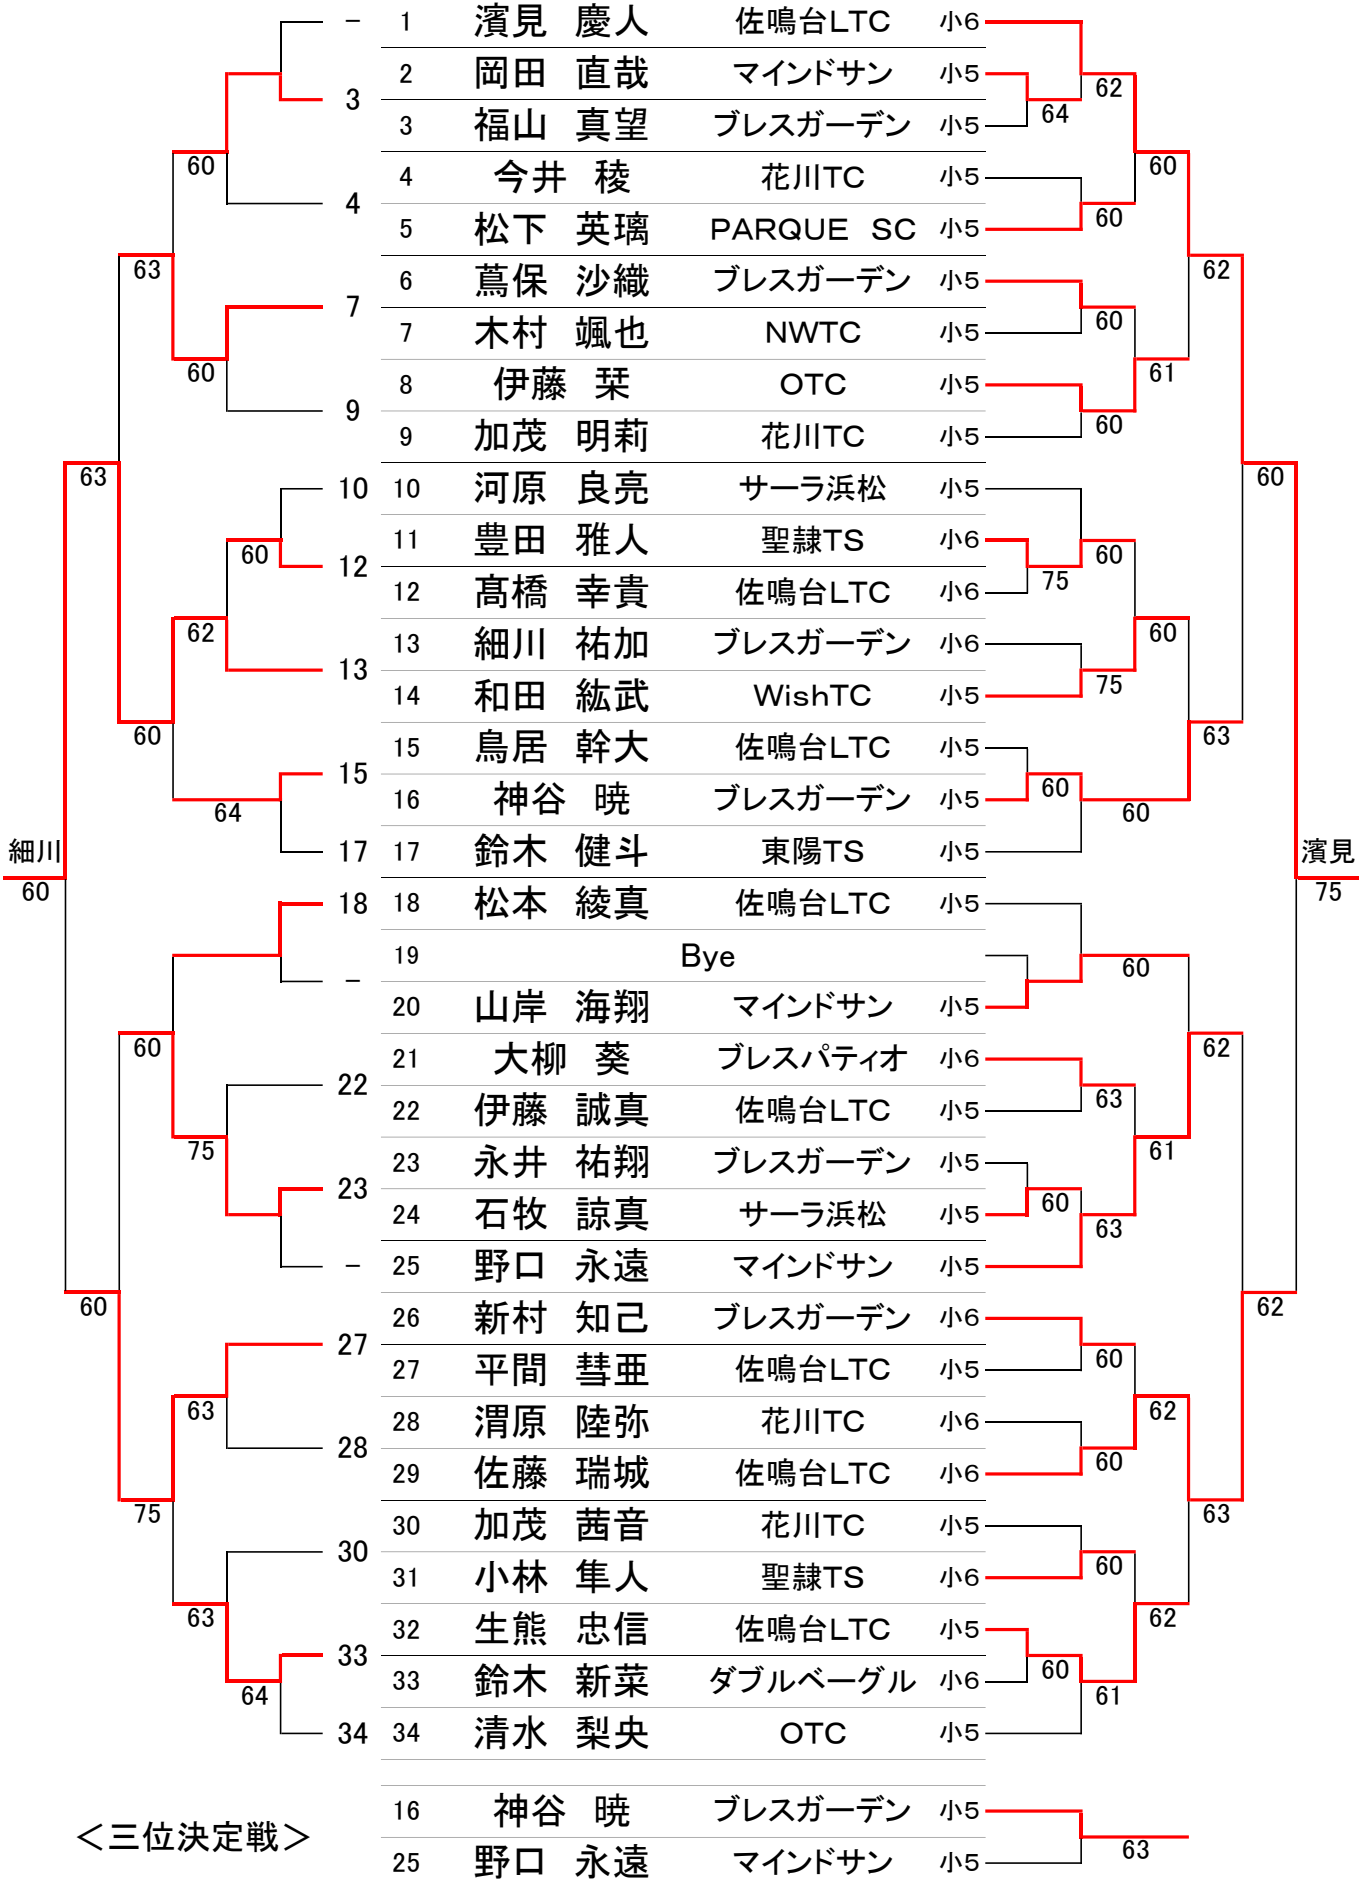 - 1 濱見 慶人 佐鳴台LTC 小6
2 岡田 直哉 マインドサン 小5 62
3 64
3 福山 真望 ブレスガーデン 小5
60 60
4 今井 稜 花川TC 小5
4 60
5 松下 英璃 PARQUE SC 小5
63 62
6 蔦保 沙織 ブレスガーデン 小5
7 60
7 木村 颯也 NWTC 小5
60 61
8 伊藤 栞 OTC 小5
9 60
9 加茂 明莉 花川TC 小5
63 60
10 10 河原 良亮 サーラ浜松 小5
11 豊田 雅人 聖隷TS 小6
60 60
12 75
12 髙橋 幸貴 佐鳴台LTC 小6
62 60
13 細川 祐加 ブレスガーデン 小6
13 75
14 和田 紘武 WishTC 小5
60 63
15 鳥居 幹大 佐鳴台LTC 小5
15 60
16 神谷 暁 ブレスガーデン 小5
64 60
細川 17 17 鈴木 健斗 東陽TS 小5 濱見
60 75
18 18 松本 綾真 佐鳴台LTC 小5
19 Bye
60
-
20 山岸 海翔 マインドサン 小5
60 62
21 大柳 葵 ブレスパティオ 小6
22 63
22 伊藤 誠真 佐鳴台LTC 小5
75 61
23 永井 祐翔 ブレスガーデン 小5
23 60
24 石牧 諒真 サーラ浜松 小5
63
- 25 野口 永遠 マインドサン 小5
60 62
26 新村 知己 ブレスガーデン 小6
27 60
27 平間 彗亜 佐鳴台LTC 小5
63 62
28 渭原 陸弥 花川TC 小6
28 60
29 佐藤 瑞城 佐鳴台LTC 小6
75 63
30 加茂 茜音 花川TC 小5
30 60
31 小林 隼人 聖隷TS 小6
63 62
32 生熊 忠信 佐鳴台LTC 小5
33 60
33 鈴木 新菜 ダブルベーグル 小6
64 61
34 34 清水 梨央 OTC 小5
16 神谷 暁 ブレスガーデン 小5
<三位決定戦> 63
25 野口 永遠 マインドサン 小5